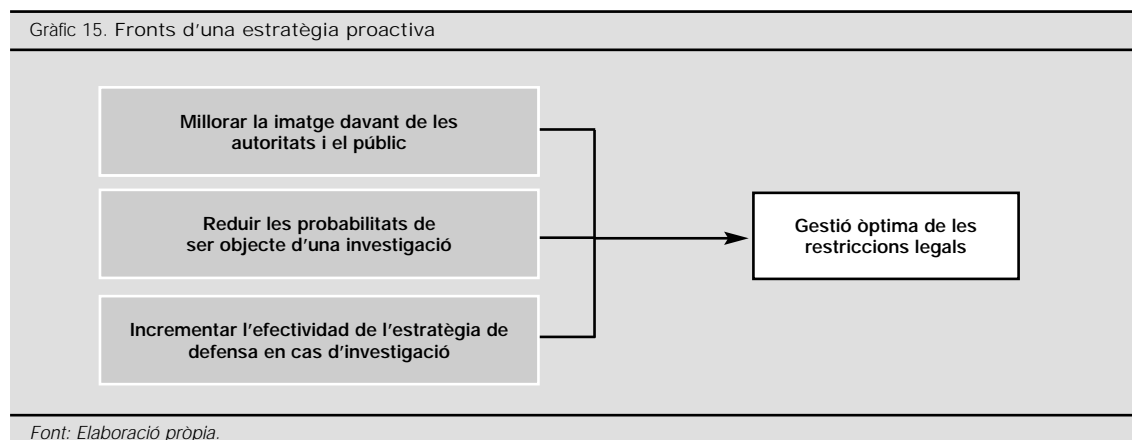 Gràfic 15. Fronts d'una estratègia proactiva
Millorar la imatge davant de les
autoritats i el públic
Reduir les probabilitats de
ser objecte d'una investigació
Incrementar l'efectividad de l'estratègia de
defensa en cas d'investigació
Gestió òptima de les
restriccions legals
Font: Elaboració pròpia.